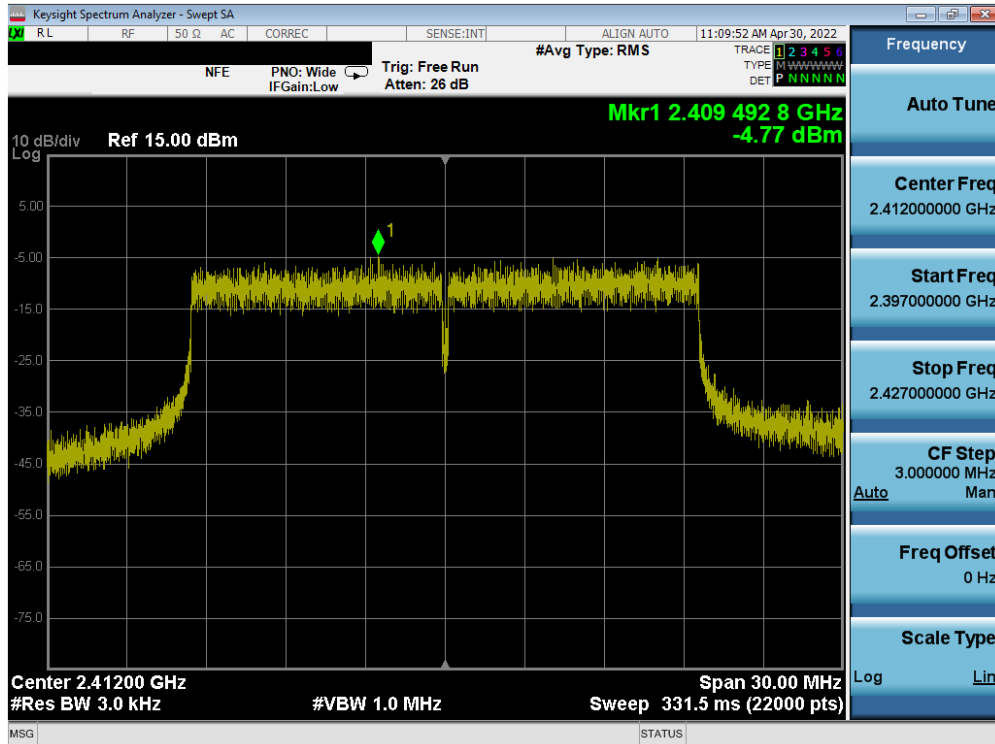 Keysight Spectrum Analyzer - Swept SA
LXI RL RF 50 Ω AC CORREC SENSE:INT ALIGN AUTO 11:09:52 AM Apr 30, 2022
NFE PNO: Wide Trig: Free Run #Avg Type: RMS TRACE 1 2 3 4 5 6
IFGain:Low Atten: 26 dB TYPE M WWWWW
DET P N N N N N
Mkr1 2.409 492 8 GHz
-4.77 dBm
10 dB/div Ref 15.00 dBm
Log
1
5.00
-5.00
-15.0
-25.0
-35.0
-45.0
-55.0
-65.0
-75.0
Center 2.41200 GHz Span 30.00 MHz
#Res BW 3.0 kHz #VBW 1.0 MHz Sweep 331.5 ms (22000 pts)
MSG STATUS
Frequency
Auto Tune
Center Freq
2.412000000 GHz
Start Freq
2.397000000 GHz
Stop Freq
2.427000000 GHz
CF Step
3.000000 MHz
Auto Man
Freq Offset
0 Hz
Scale Type
Log Lin